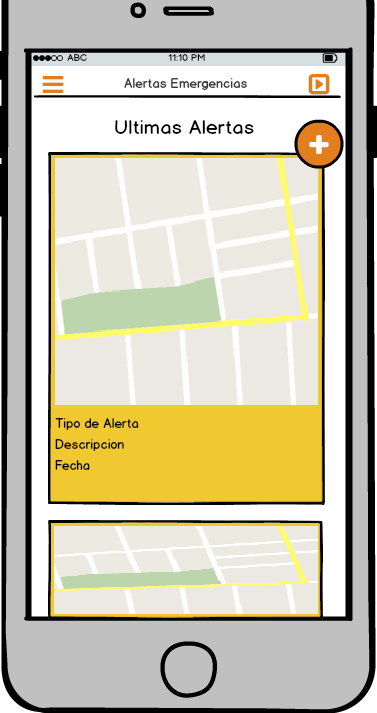 ABC 11:10 PM
Alertas Emergencias
Ultimas Alertas
Tipo de Alerta
Descripcion
Fecha